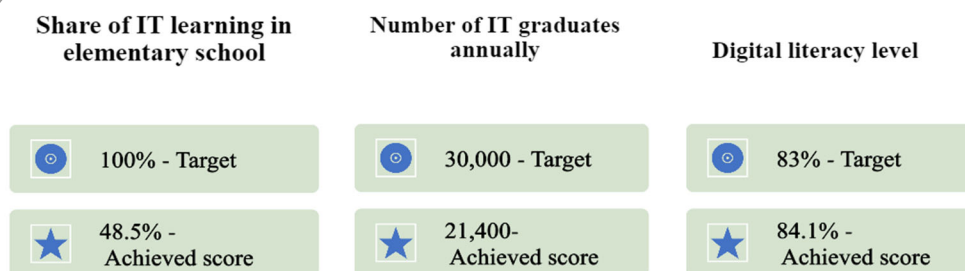 Share of IT learning in
elementary school
100% - Target
48.5% -
Achieved score
Number of IT graduates
annually
30,000 - Target
21,400-
Achieved score
Digital literacy level
83% - Target
84.1% -
Achieved score